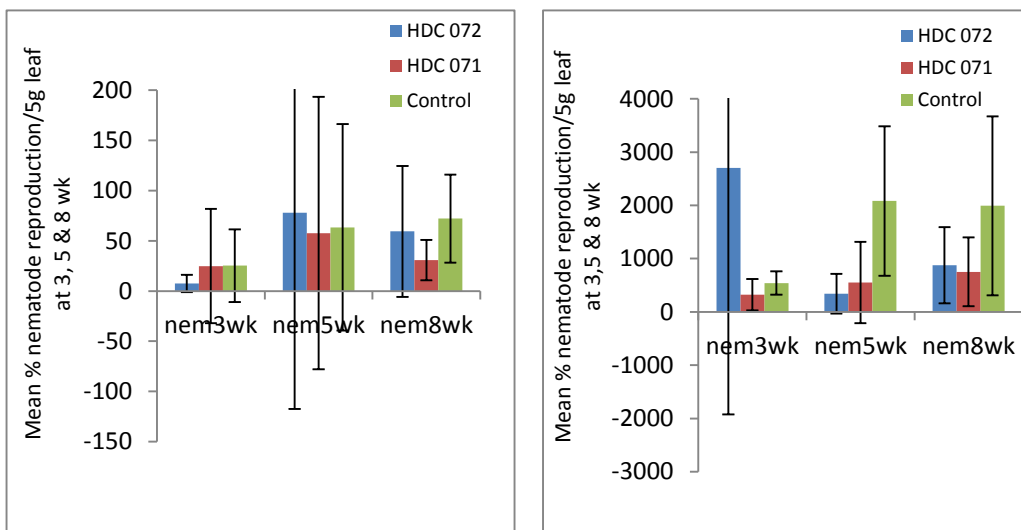 HDC 072
HDC 071
Control
Mean % nematode reproduction/5g leaf
at 3, 5 & 8 wk
200
150
100
50
0
-50
-100
-150
nem3wk nem5wk nem8wk
HDC 072
HDC 071
Control
Mean % nematode reproduction/5g leaf
at 3,5 & 8 wk
4000
3000
2000
1000
0
-1000
-2000
-3000
nem3wk nem5wk nem8wk